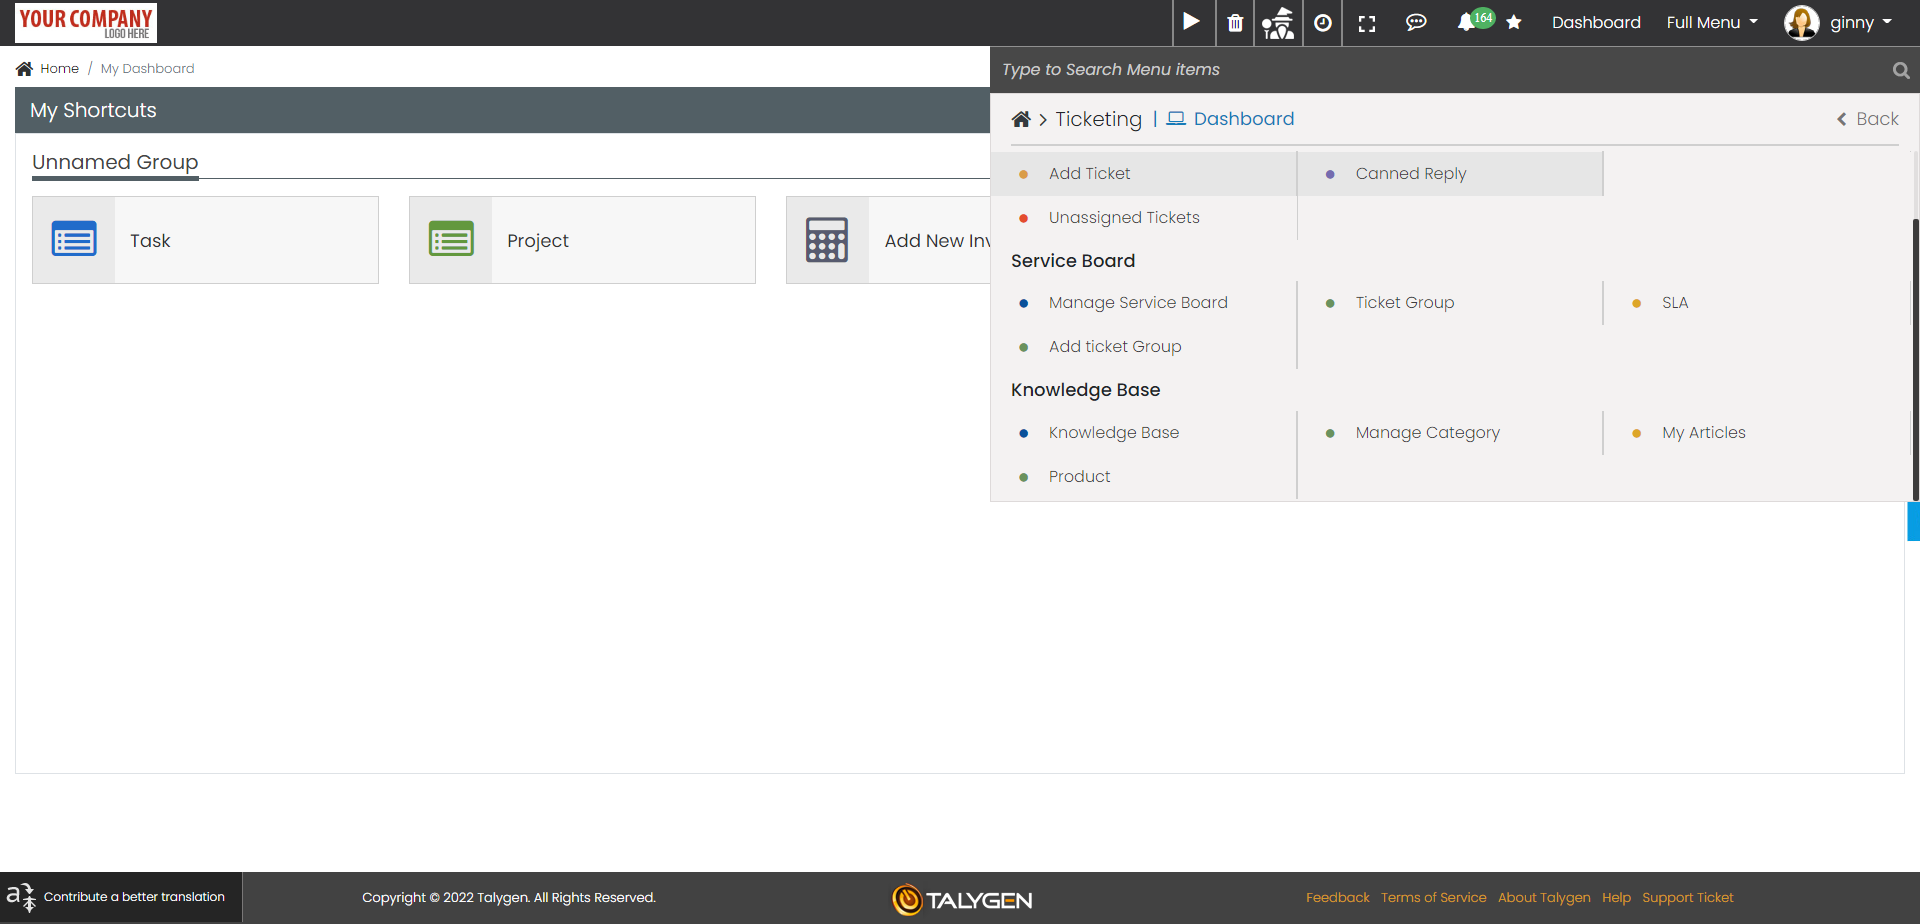 YOUR COMPANY
LOGO HERE
164
Dashboard
Full Menu
ginny
Home / My Dashboard
Type to Search Menu items
My Shortcuts
Ticketing | Dashboard
Back
Unnamed Group
Add Ticket
Canned Reply
Unassigned Tickets
Task
Project
Add New Inv
Service Board
Manage Service Board
Ticket Group
SLA
Add ticket Group
Knowledge Base
Knowledge Base
Manage Category
My Articles
Product
Contribute a better translation
Copyright © 2022 Talygen. All Rights Reserved.
TALYGEN
Feedback Terms of Service About Talygen Help Support Ticket